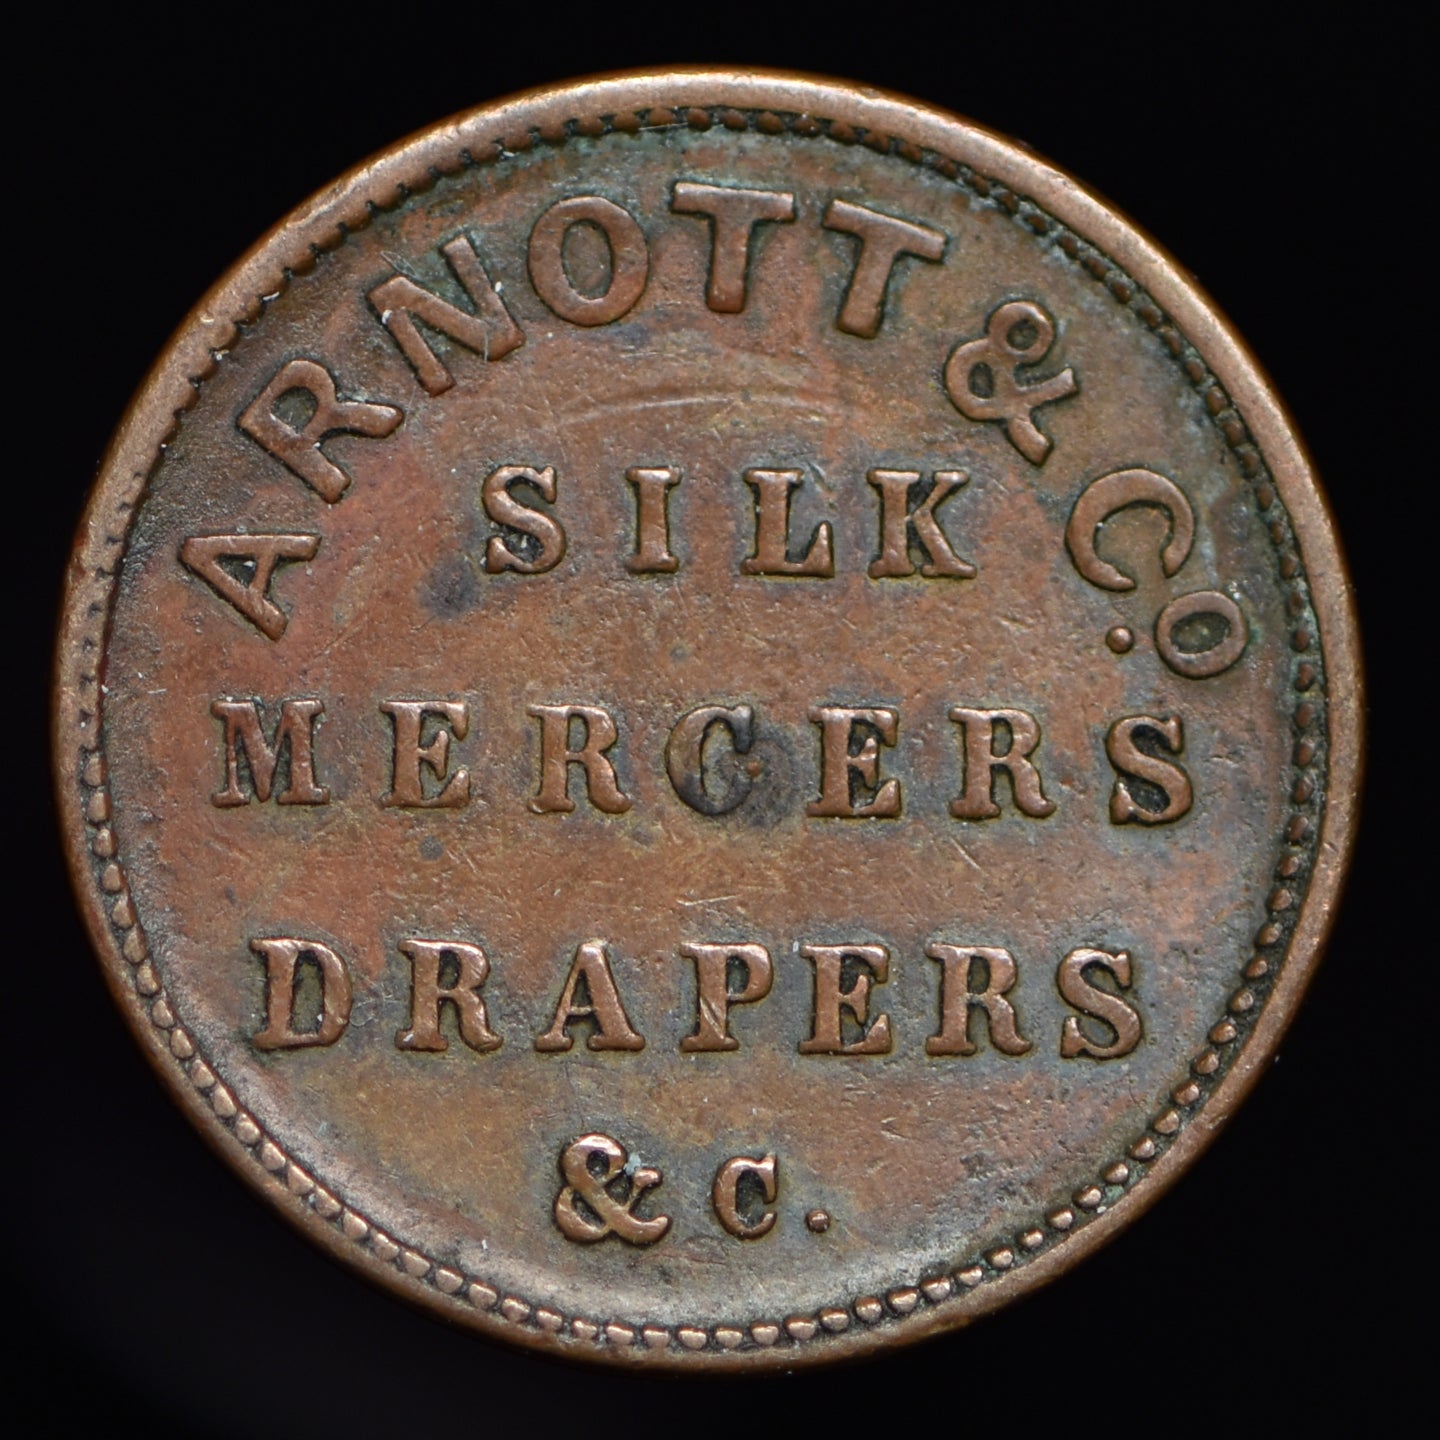 ARNOTT & Co.
SILK
MERCERS
DRAPERS
& C.